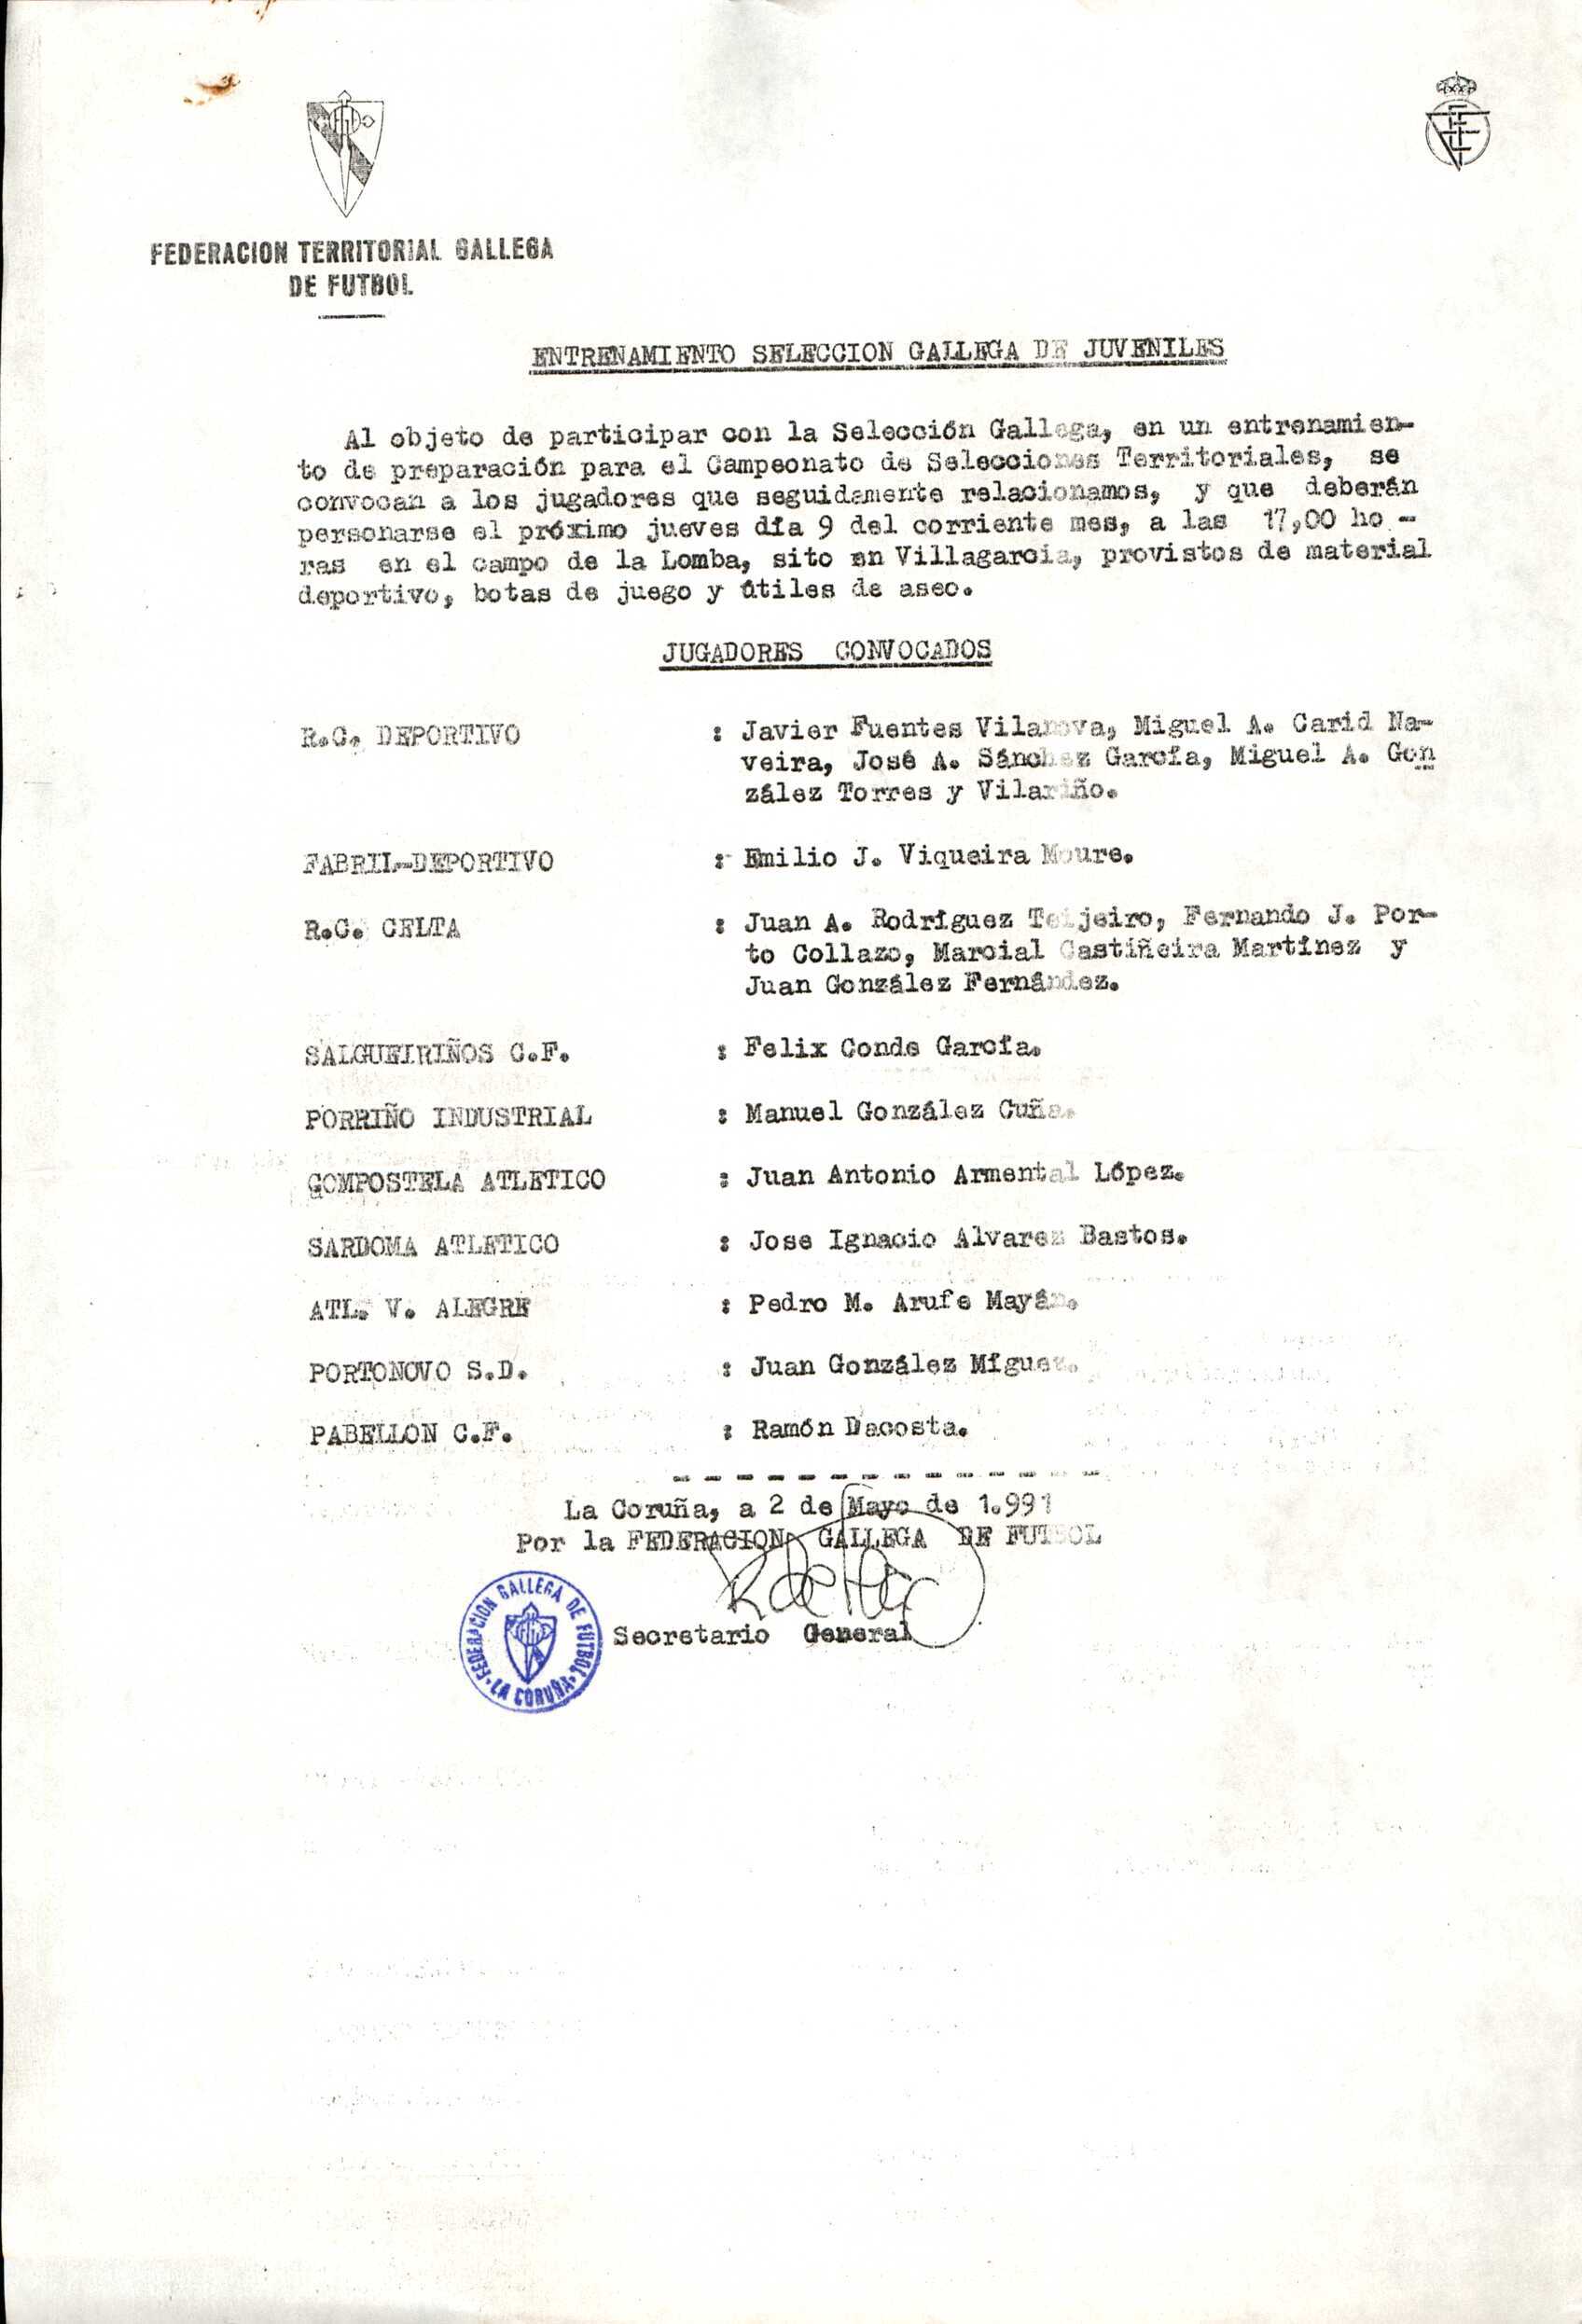 FEDERACION TERRITORIAL GALLEGA
DE FUTBOL
ENTRENAMIENTO SELECCION GALLEGA DE JUVENILES
Al objeto de participar con la Selección Gallega, en un entrenamien-
to de preparación para el Campeonato de Selecciones Territoriales, se
convocan a los jugadores que seguidamente relacionamos, y que deberán
personarse el próximo jueves día 9 del corriente mes, a las 17,00 ho -
ras en el campo de la Lomba, sito en Villagarcia, provistos de material
deportivo, botas de juego y útiles de aseo.
JUGADORES CONVOCADOS
R.C. DEPORTIVO : Javier Fuentes Vilanova, Miguel A. Carid Na-
veira, José A. Sánchez García, Miguel A. Gon
zález Torres y Vilariño.
FABRIL-DEPORTIVO : Emilio J. Viqueira Moure.
R.C. CELTA : Juan A. Rodríguez Teijeiro, Fernando J. Por-
to Collazo, Marcial Castiñeira Martínez y
Juan González Fernández.
SALGUEIRIÑOS C.F. : Felix Conde García.
PORRIÑO INDUSTRIAL : Manuel González Cuña.
COMPOSTELA ATLETICO : Juan Antonio Armental López.
SARDOMA ATLETICO : Jose Ignacio Alvarez Bastos.
ATL. V. ALEGRE : Pedro M. Arufe Mayán.
PORTONOVO S.D. : Juan González Míguez.
PABELLON C.F. : Ramón Dacosta.
La Coruña, a 2 de Mayo de 1.991
Por la FEDERACION GALLEGA DE FUTBOL
Secretario General
FEDERACION GALLEGA DE FUTBOL
LA CORUÑA